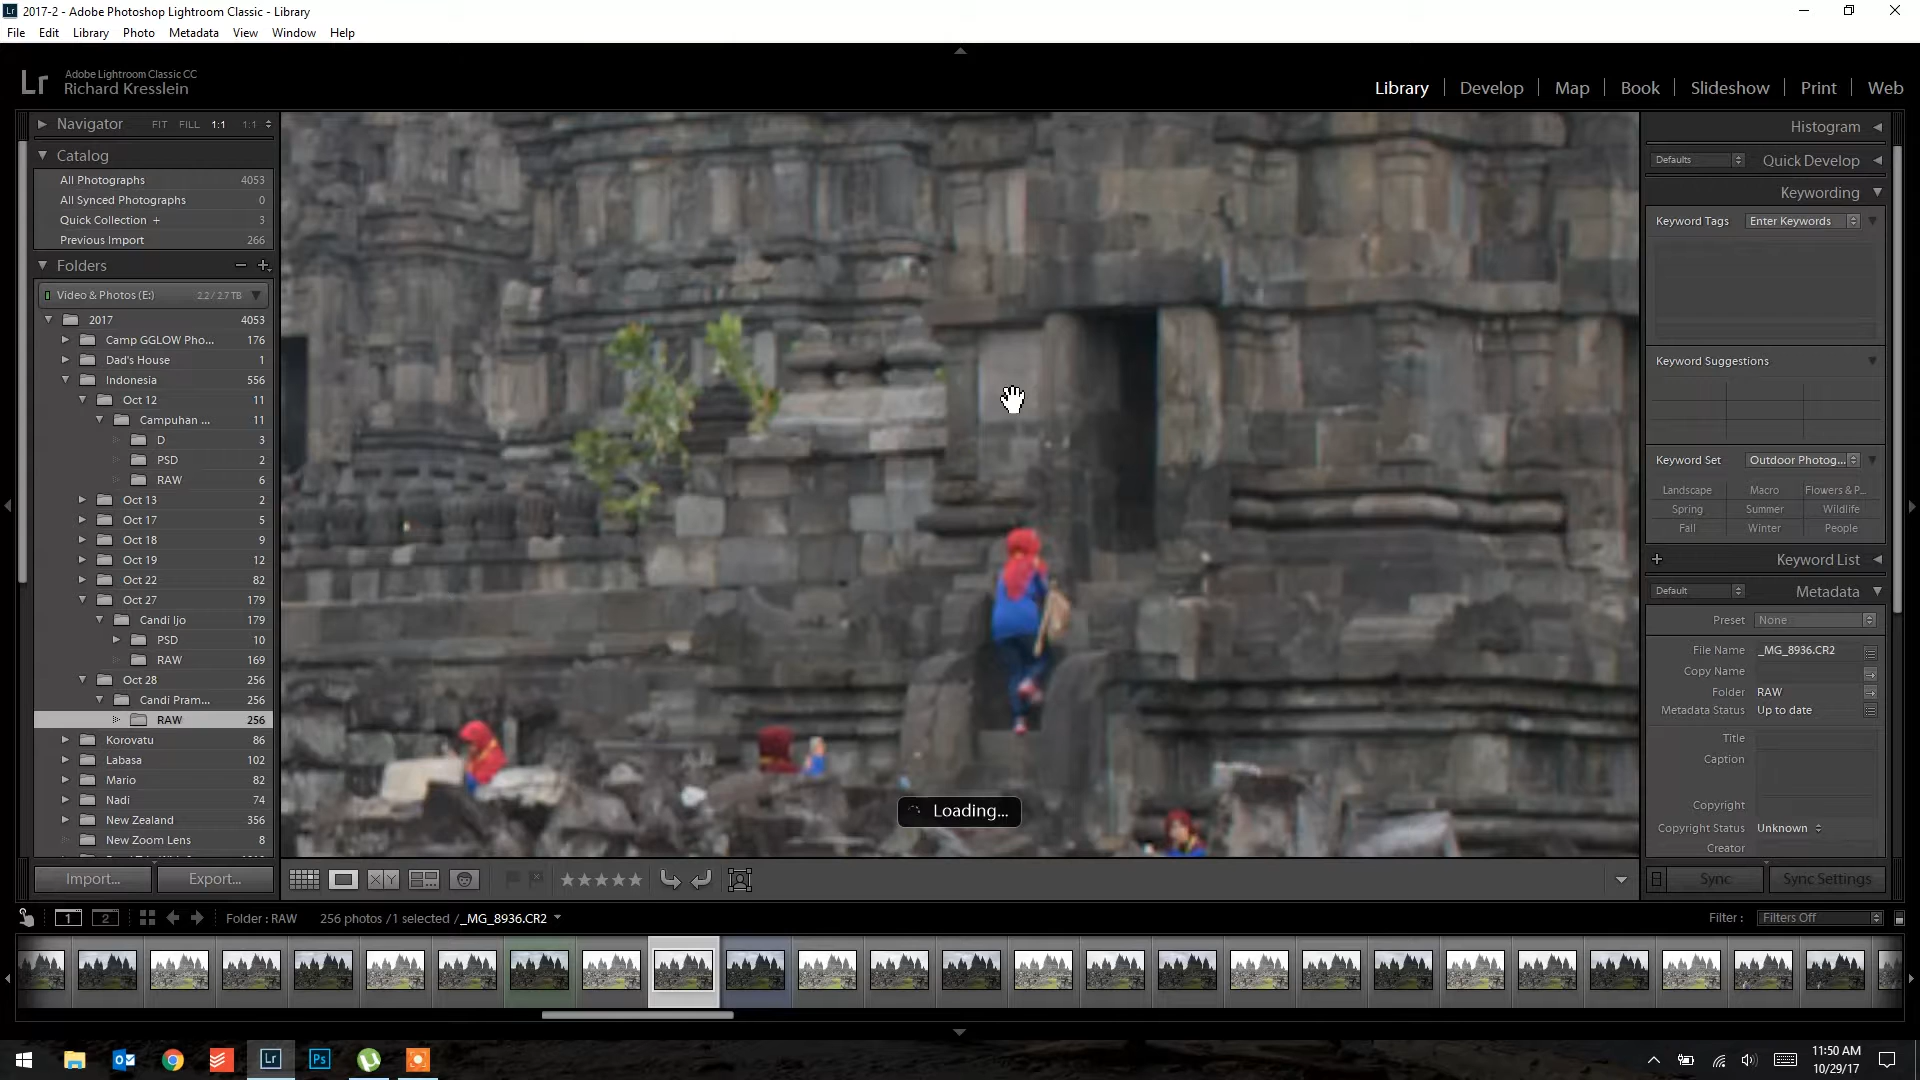 2017-2 - Adobe Photoshop Lightroom Classic - Library
File Edit Library Photo Metadata View Window Help
Lr
Adobe Lightroom Classic CC
Richard Kresslein
Library Develop Map Book Slideshow Print Web
Navigator FIT FILL 1:1 1:1
Catalog
All Photographs 4053
All Synced Photographs 0
Quick Collection + 3
Previous Import 266
Folders
Video & Photos (E:) 2.2 / 2.7 TB
2017 4053
Camp GGLOW Pho... 176
Dad's House 1
Indonesia 556
Oct 12 11
Campuhan ... 11
D 3
PSD 2
RAW 6
Oct 13 2
Oct 17 5
Oct 18 9
Oct 19 12
Oct 22 82
Oct 27 179
Candi Ijo 179
PSD 10
RAW 169
Oct 28 256
Candi Pram... 256
RAW 256
Korovatu 86
Labasa 102
Mario 82
Nadi 74
New Zealand 356
New Zoom Lens 8
Import... Export...
Loading...
Histogram
Defaults Quick Develop
Keywording
Keyword Tags Enter Keywords
Keyword Suggestions
Keyword Set Outdoor Photog...
Landscape Macro Flowers & P...
Spring Summer Wildlife
Fall Winter People
Keyword List
Default Metadata
Preset None
File Name _MG_8936.CR2
Copy Name
Folder RAW
Metadata Status Up to date
Title
Caption
Copyright
Copyright Status Unknown
Creator
Sync Sync Settings
XY
1 2 Folder : RAW 256 photos / 1 selected / _MG_8936.CR2 Filter : Filters Off
Lr Ps
11:50 AM
10/29/17